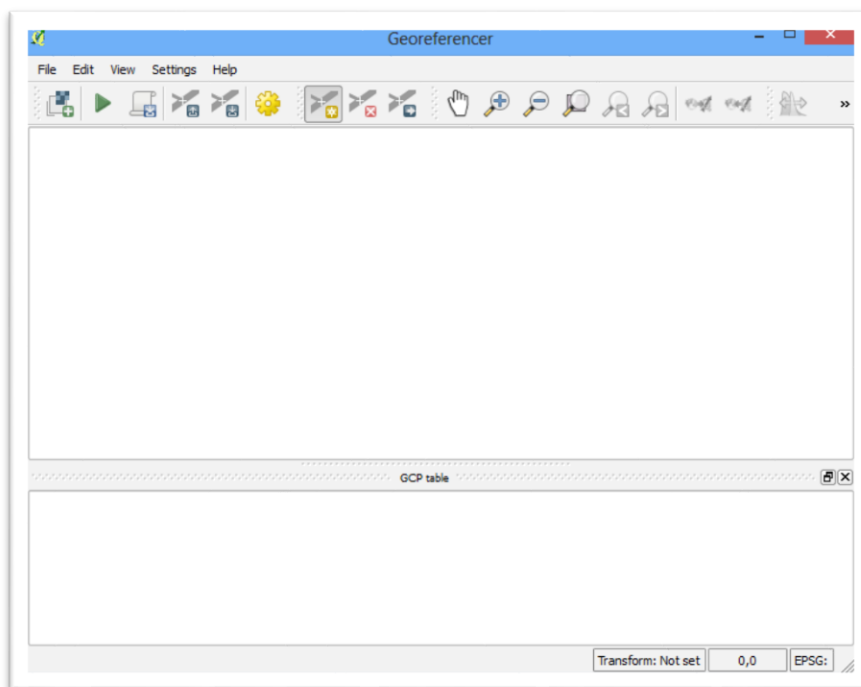 Georeferencer
File Edit View Settings Help
GCP table
Transform: Not set 0,0 EPSG: